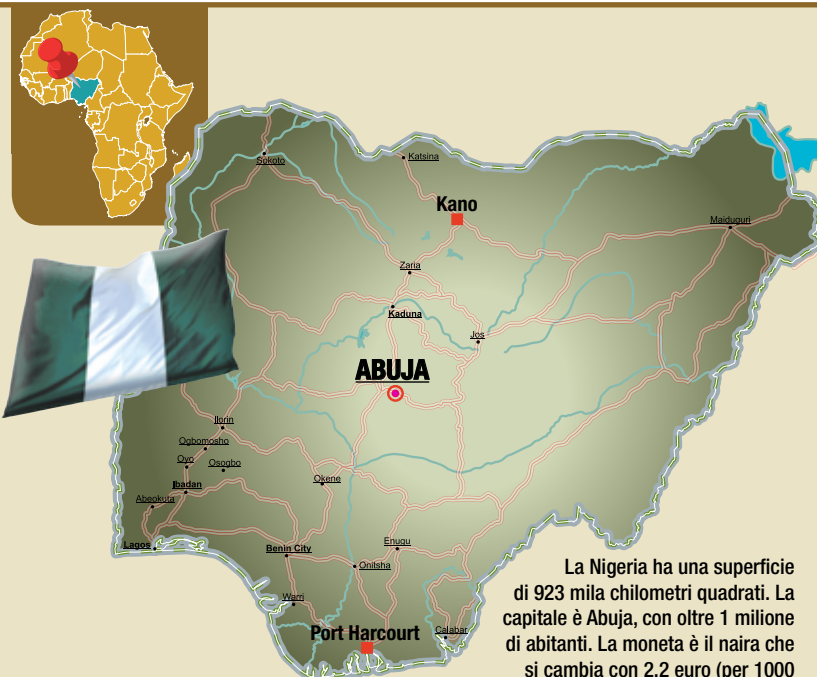 Sokoto
Katsina
Kano
Maiduguri
Zaria
Kaduna
Jos
ABUJA
Ilorin
Ogbomosho
Oyo
Osogbo
Ibadan
Okene
Abeokuta
Lagos
Benin City
Enugu
Onitsha
Warri
Port Harcourt
Calabar
La Nigeria ha una superficie
di 923 mila chilometri quadrati. La
capitale è Abuja, con oltre 1 milione
di abitanti. La moneta è il naira che
si cambia con 2,2 euro (per 1000